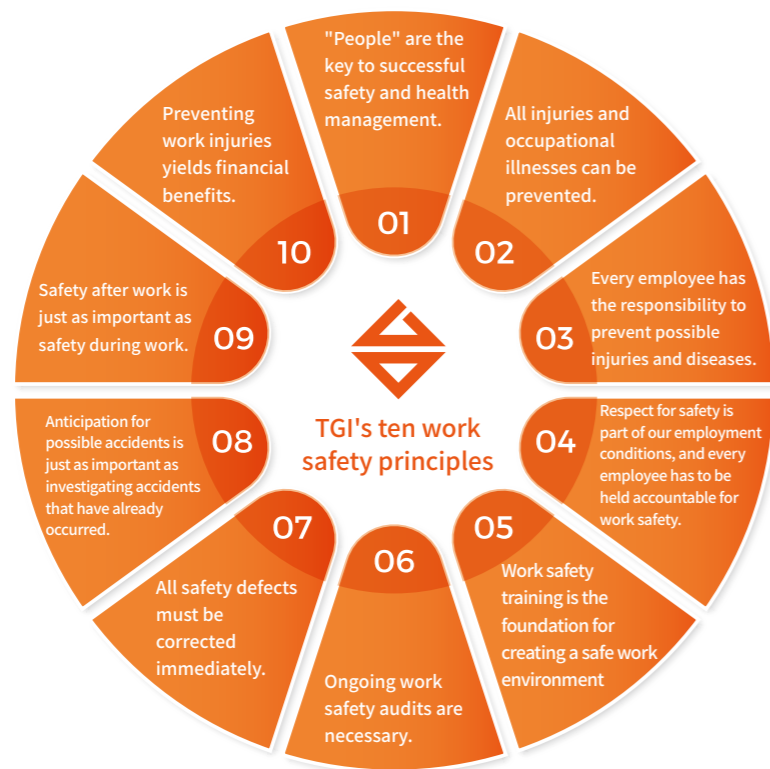 "People" are the
key to successful
safety and health
management.
01
All injuries and
occupational
illnesses can be
prevented.
02
Every employee has
the responsibility to
prevent possible
injuries and diseases.
03
Respect for safety is
part of our employment
conditions, and every
employee has to be
held accountable for
work safety.
04
Work safety
training is the
foundation for
creating a safe work
environment
05
Ongoing work
safety audits are
necessary.
06
All safety defects
must be
corrected
immediately.
07
Anticipation for
possible accidents is
just as important as
investigating accidents
that have already
occurred.
08
Safety after work is
just as important as
safety during work.
09
Preventing
work injuries
yields financial
benefits.
10
TGI's ten work
safety principles